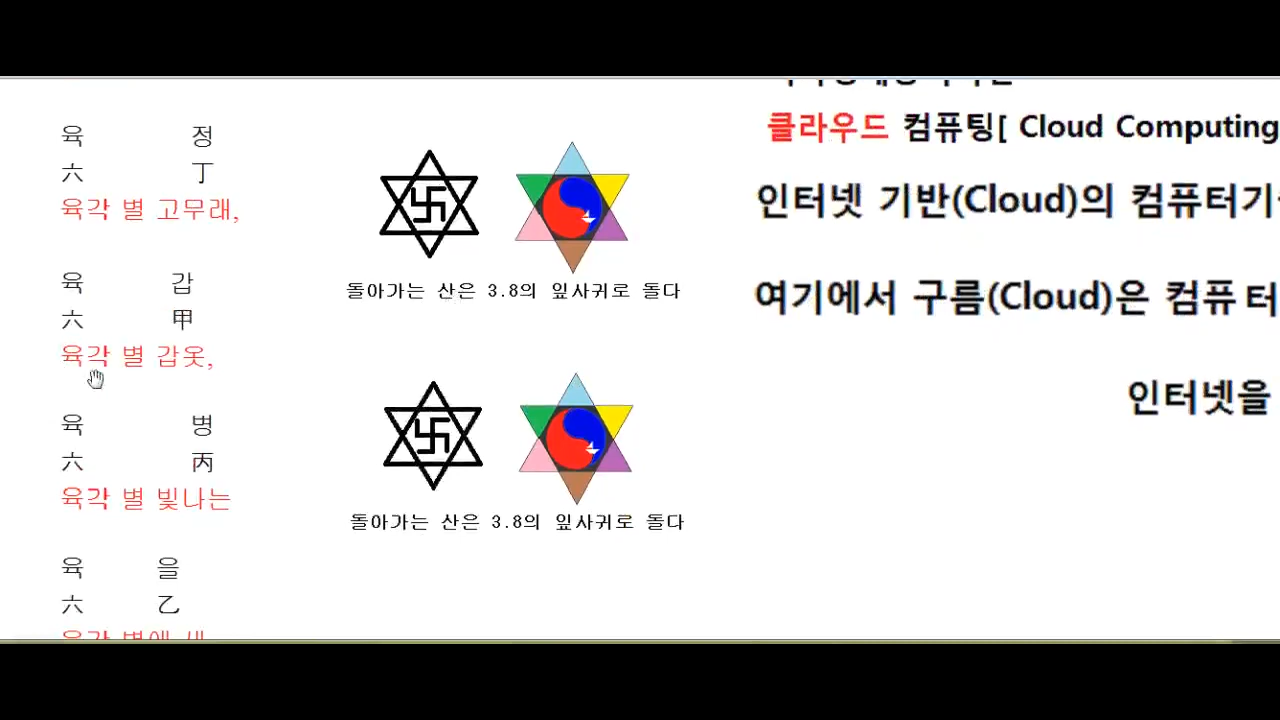 육 정
六 丁
육각 별 고무래,
육 갑
六 甲
육각 별 갑옷,
육 병
六 丙
육각 별 빛나는
육 을
六 乙
돌아가는 산은 3.8의 잎사귀로 돌다
돌아가는 산은 3.8의 잎사귀로 돌다
클라우드 컴퓨팅[ Cloud Computing
인터넷 기반(Cloud)의 컴퓨터기
여기에서 구름(Cloud)은 컴퓨터
인터넷을